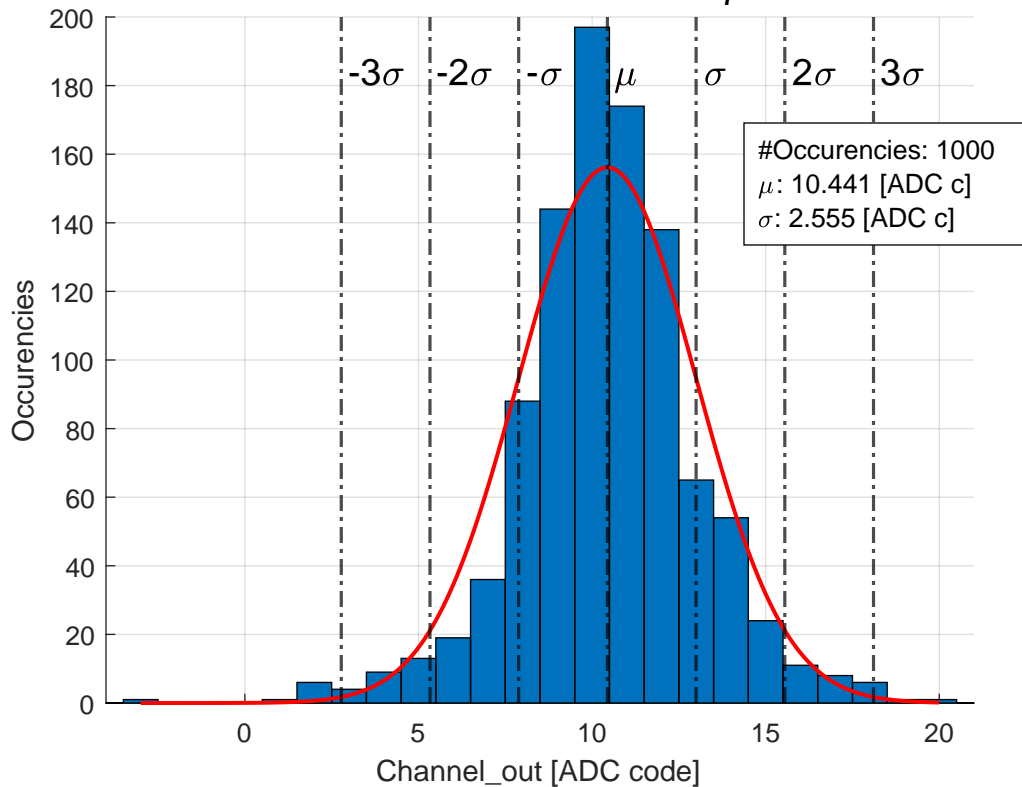 200
180
160
140
120
100
80
60
40
20
0
Occurencies
-3σ -2σ -σ μ σ 2σ 3σ
#Occurencies: 1000
μ: 10.441 [ADC c]
σ: 2.555 [ADC c]
0 5 10 15 20
Channel_out [ADC code]